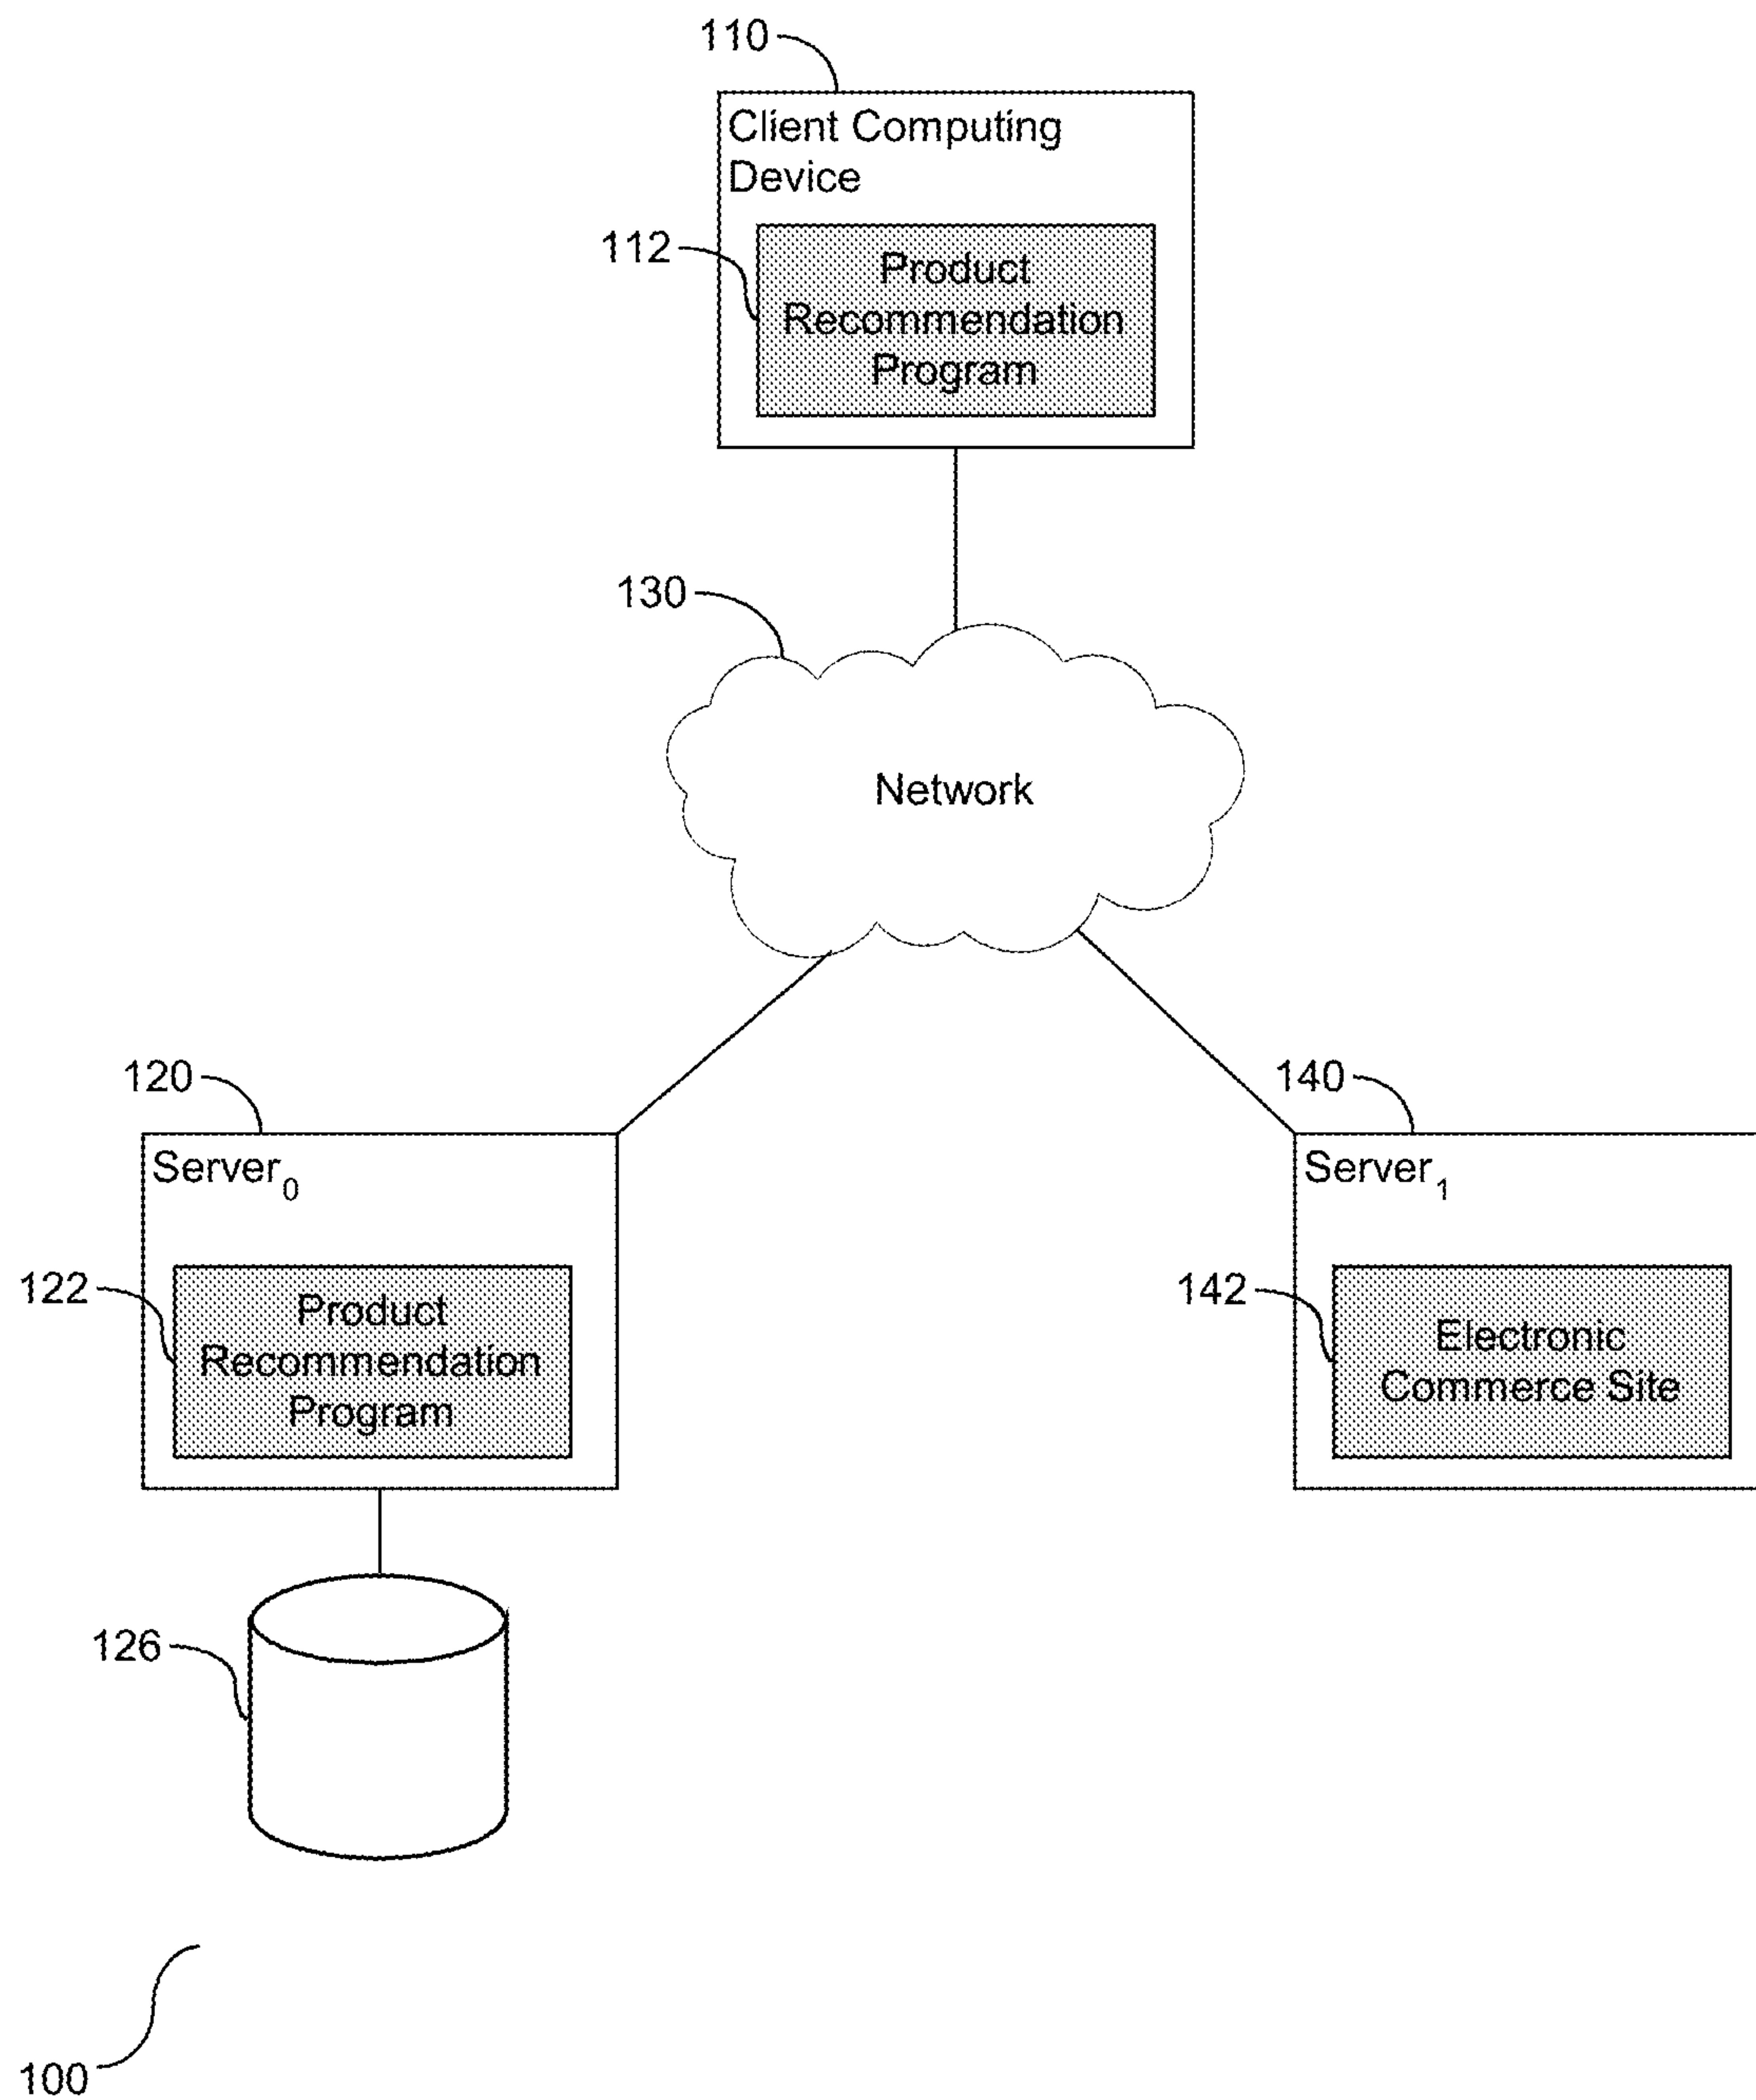 110
Client Computing
Device
112
Product
Recommendation
Program
130
Network
120
140
Server₀
Server₁
122
Product
Recommendation
Program
142
Electronic
Commerce Site
126
100